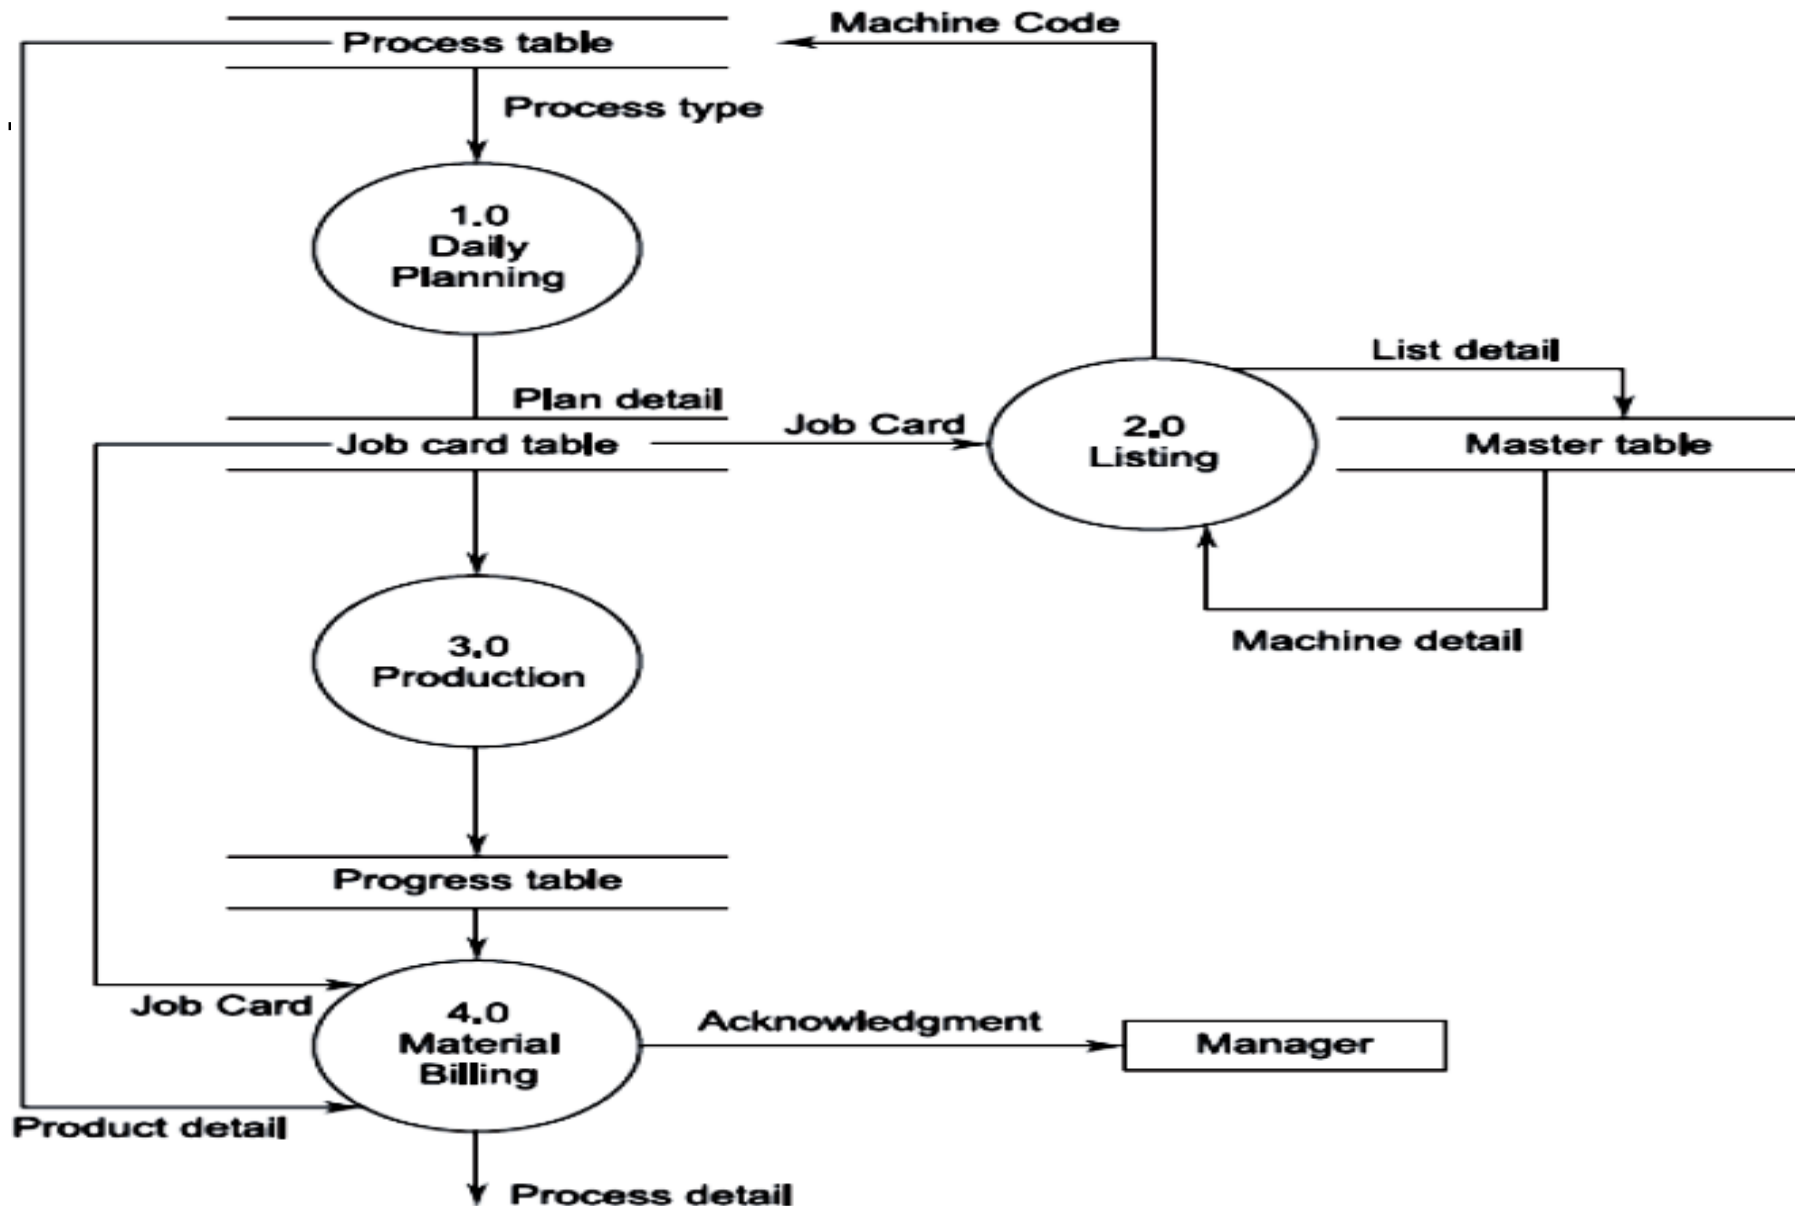 Machine Code
Process table
Process type
1.0
Daily
Planning
List detail
Plan detail
Job Card
Job card table
2.0
Listing
Master table
Machine detail
3.0
Production
Progress table
Job Card
4.0
Material
Billing
Acknowledgment
Manager
Product detail
Process detail